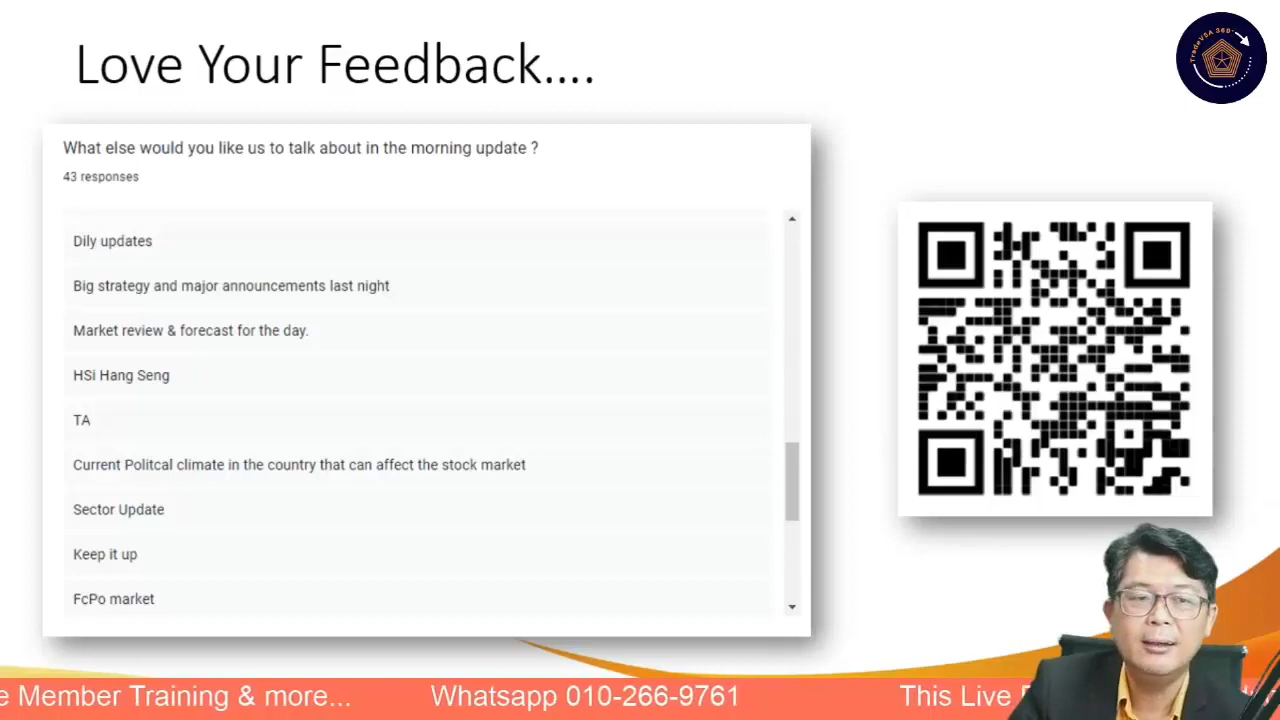 Love Your Feedback....
TradeVSA 360°
What else would you like us to talk about in the morning update ?
43 responses
Dily updates
Big strategy and major announcements last night
Market review & forecast for the day.
HSi Hang Seng
TA
Current Politcal climate in the country that can affect the stock market
Sector Update
Keep it up
FcPo market
e Member Training & more... Whatsapp 010-266-9761 This Live